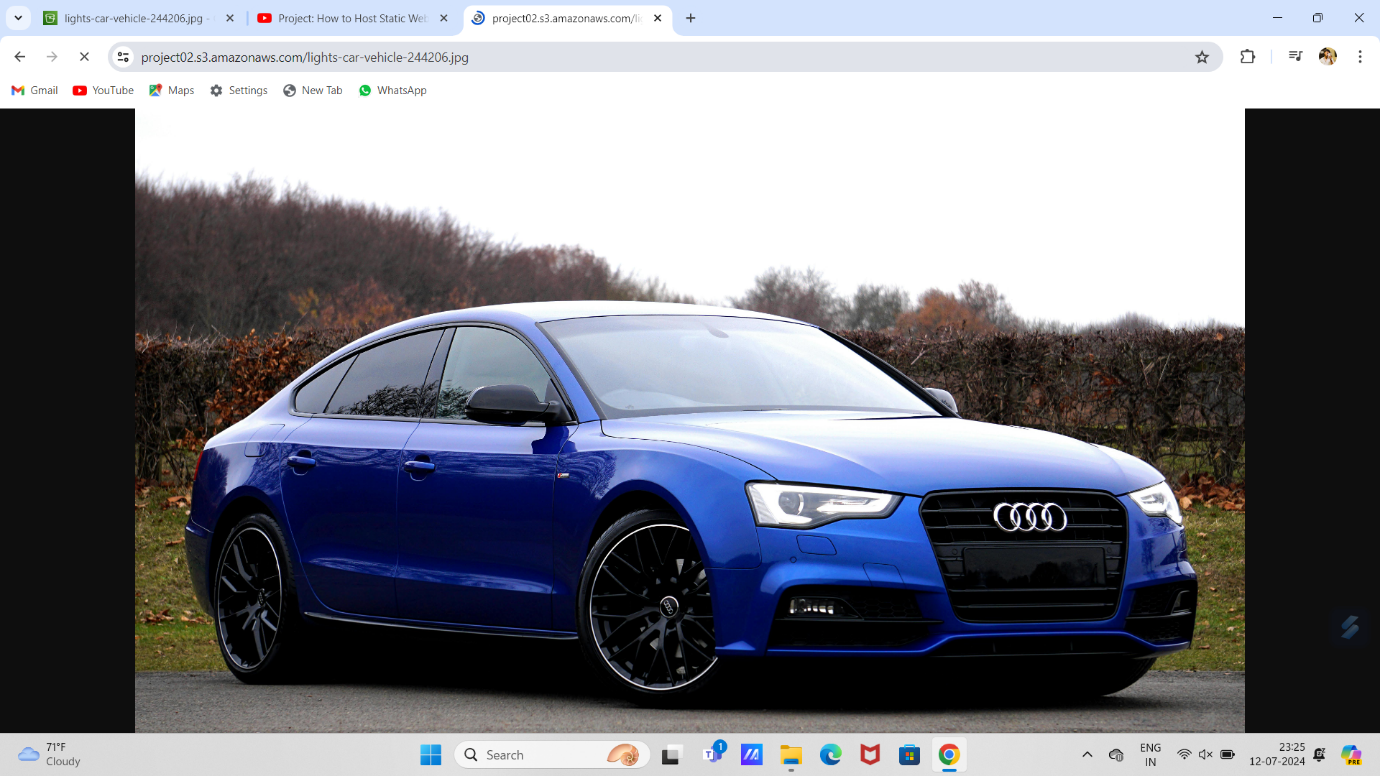 lights-car-vehicle-244206.jpg -
Project: How to Host Static Web
project02.s3.amazonaws.com/li
project02.s3.amazonaws.com/lights-car-vehicle-244206.jpg
Gmail
YouTube
Maps
Settings
New Tab
WhatsApp
71°F
Cloudy
Search
1
ENG
IN
23:25
12-07-2024
PRE